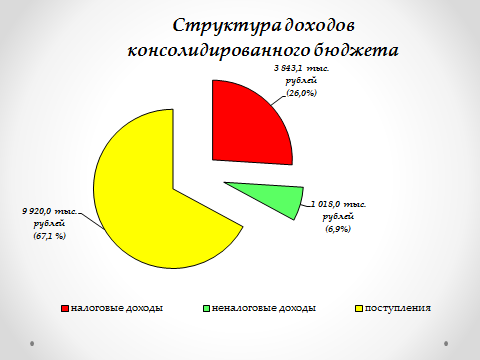 Структура доходов
консолидированного бюджета
3 843,1 тыс.
рублей
(26,0%)
9 920,0 тыс.
рублей
(67,1 %)
1 018,0 тыс.
рублей
(6,9%)
налоговые доходы неналоговые доходы поступления